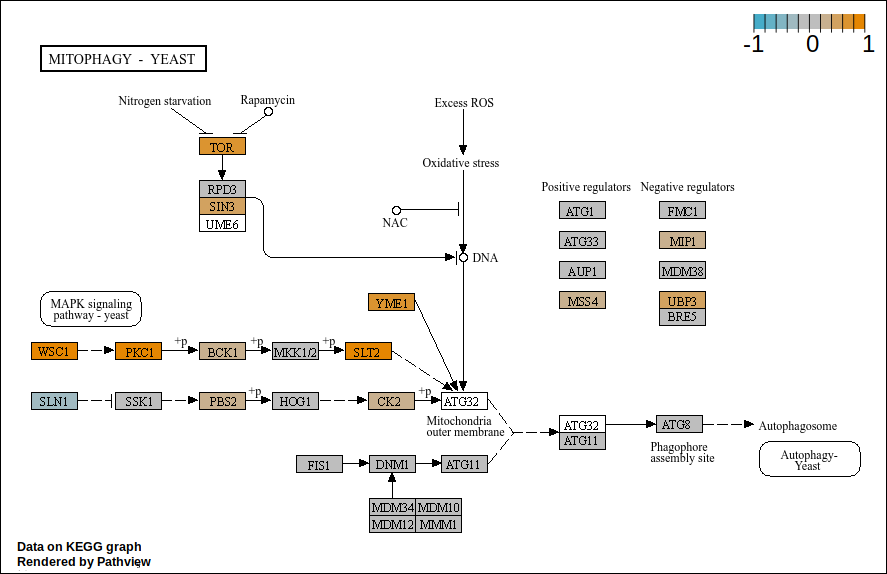 -1 0 1
MITOPHAGY - YEAST
Nitrogen starvation
Rapamycin
Excess ROS
TOR
Oxidative stress
RPD3
SIN3
UME6
NAC
DNA
Positive regulators
Negative regulators
ATG1
FMC1
ATG33
MIP1
AUP1
MDM38
MSS4
UBP3
BRE5
MAPK signaling
pathway - yeast
YME1
WSC1
PKC1
+p
BCK1
+p
MKK1/2
+p
SLT2
SLN1
SSK1
PBS2
+p
HOG1
CK2
+p
ATG32
Mitochondria
outer membrane
ATG32
ATG11
ATG8
Autophagosome
Phagophore
assembly site
Autophagy-
Yeast
FIS1
DNM1
ATG11
MDM34
MDM10
MDM12
MMM1
Data on KEGG graph
Rendered by Pathview